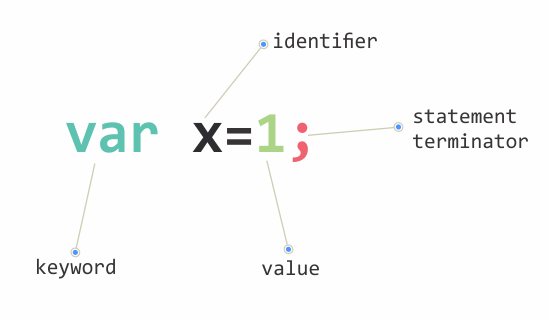 identifier
var x=1;
statement
terminator
keyword
value